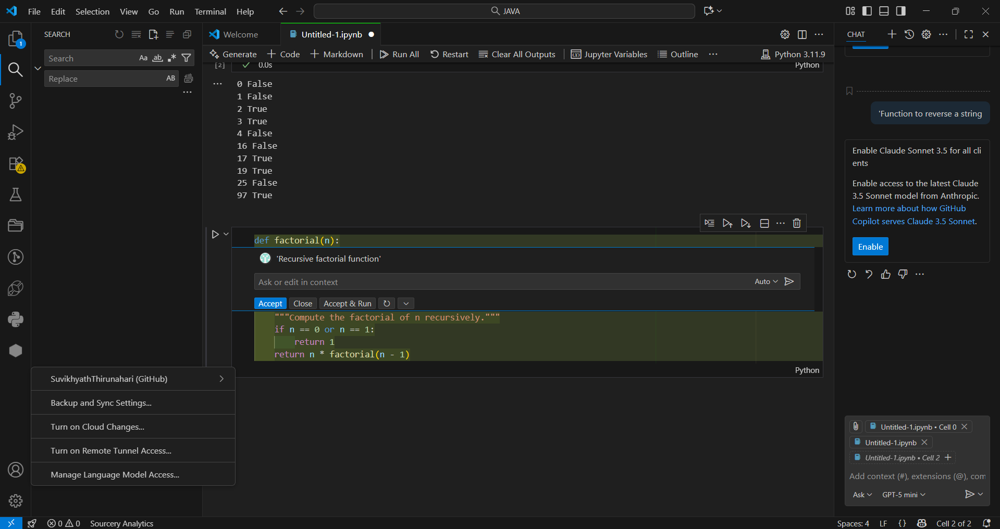 File Edit Selection View Go Run Terminal Help
JAVA
SEARCH
Search
Aa ab
Replace
AB
Welcome
Untitled-1.ipynb
Generate Code Markdown Run All Restart Clear All Outputs Jupyter Variables Outline ... Python 3.11.9
[2] 0.0s Python
0 False
1 False
2 True
3 True
4 False
16 False
17 True
19 True
25 False
97 True
def factorial(n):
'Recursive factorial function'
Ask or edit in context
Auto
Accept Close Accept & Run
"""Compute the factorial of n recursively."""
if n == 0 or n == 1:
return 1
return n * factorial(n - 1)
Python
CHAT
'Function to reverse a string
Enable Claude Sonnet 3.5 for all cli
ents
Enable access to the latest Claude
3.5 Sonnet model from Anthropic.
Learn more about how GitHub
Copilot serves Claude 3.5 Sonnet.
Enable
Untitled-1.ipynb • Cell 0
Untitled-1.ipynb
Untitled-1.ipynb • Cell 2
Add context (#), extensions (@), com
Ask GPT-5 mini
1
SuvikhyathThirunahari (GitHub)
Backup and Sync Settings...
Turn on Cloud Changes...
Turn on Remote Tunnel Access...
Manage Language Model Access...
0 0 Sourcery Analytics
Spaces: 4 LF {} Cell 2 of 2